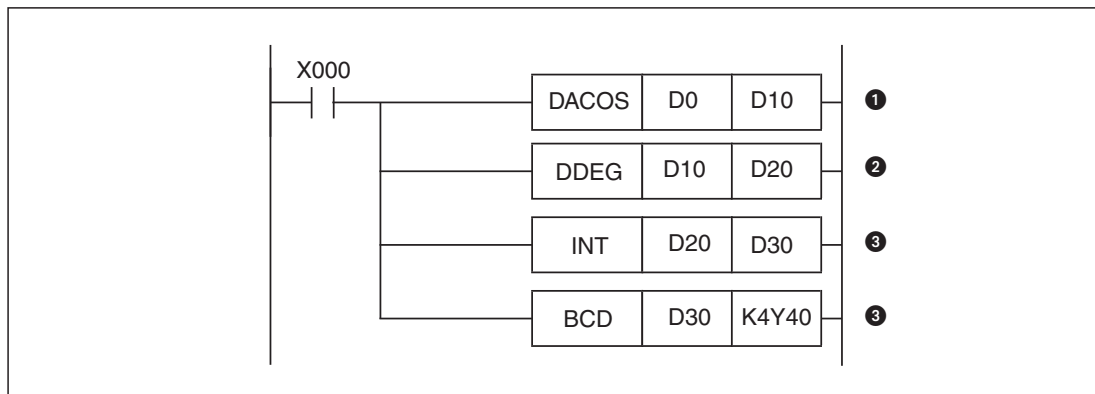 X000
DACOS D0 D10 ❶
DDEG D10 D20 ❷
INT D20 D30 ❸
BCD D30 K4Y40 ❸